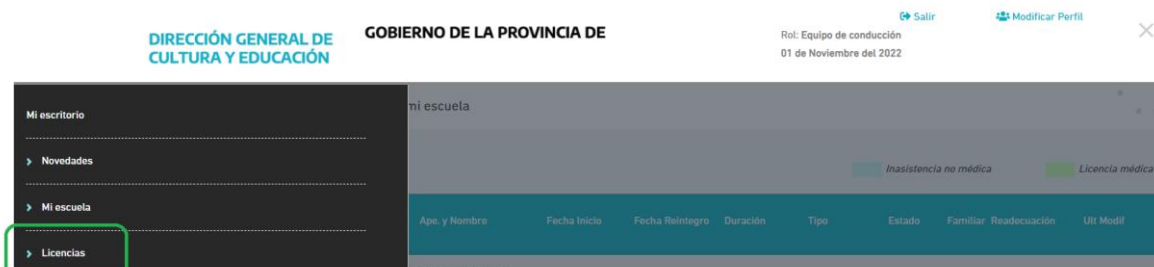 Salir Modificar Perfil
DIRECCIÓN GENERAL DE
CULTURA Y EDUCACIÓN
GOBIERNO DE LA PROVINCIA DE
Rol: Equipo de conducción
01 de Noviembre del 2022
Mi escritorio
mi escuela
Novedades
Inasistencia no médica Licencia médica
Mi escuela
Ape. y Nombre Fecha Inicio Fecha Reintegro Duración Tipo Estado Familiar Readecuación Ult Modif
Licencias